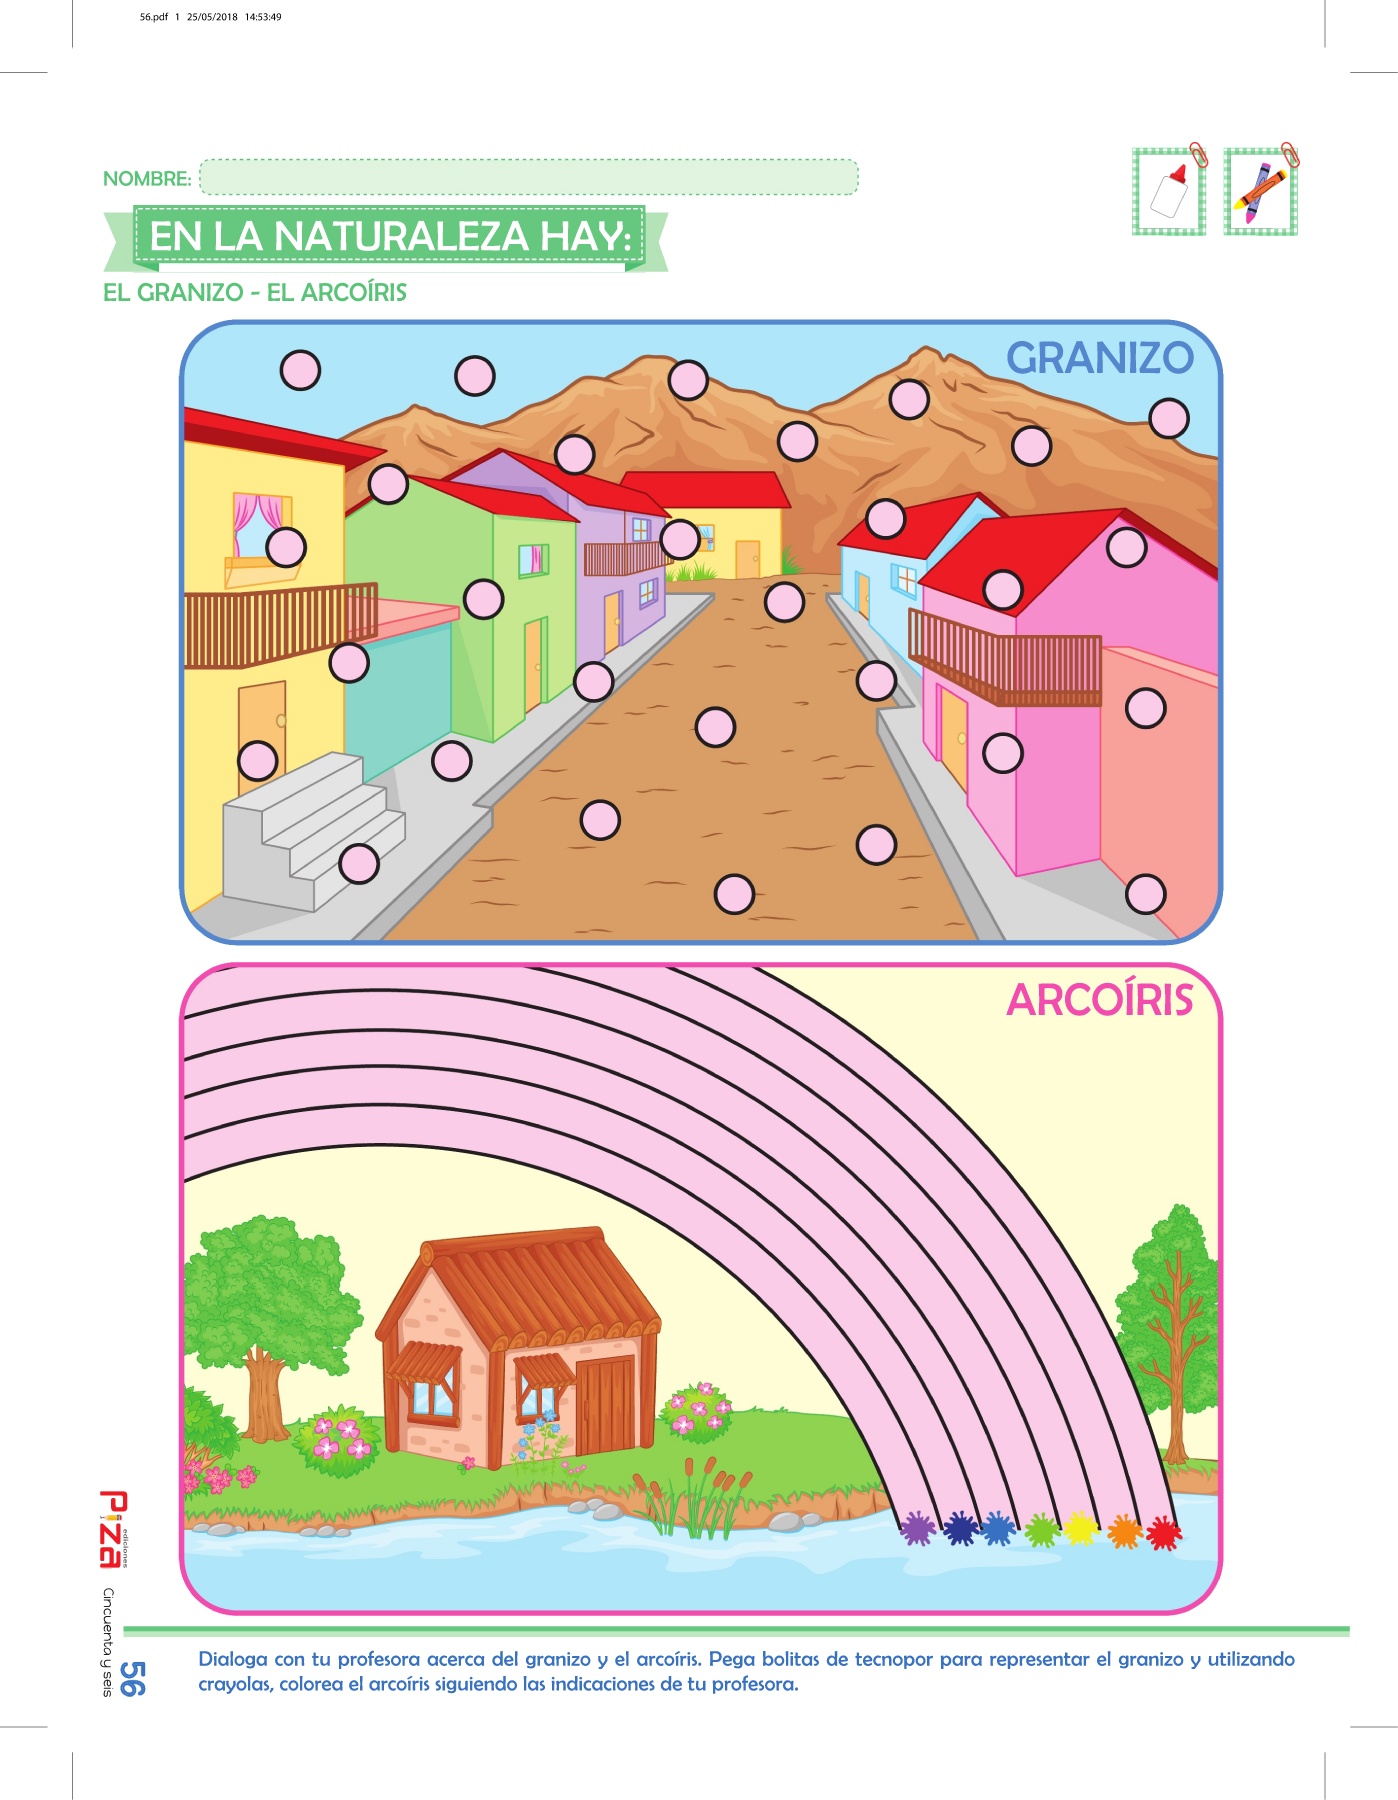 56.pdf 1 25/05/2018 14:53:49
NOMBRE:
EN LA NATURALEZA HAY:
EL GRANIZO - EL ARCOÍRIS
GRANIZO
ARCOÍRIS
Piza
ediciones
Cincuenta y seis
56
Dialoga con tu profesora acerca del granizo y el arcoíris. Pega bolitas de tecnopor para representar el granizo y utilizando
crayolas, colorea el arcoíris siguiendo las indicaciones de tu profesora.